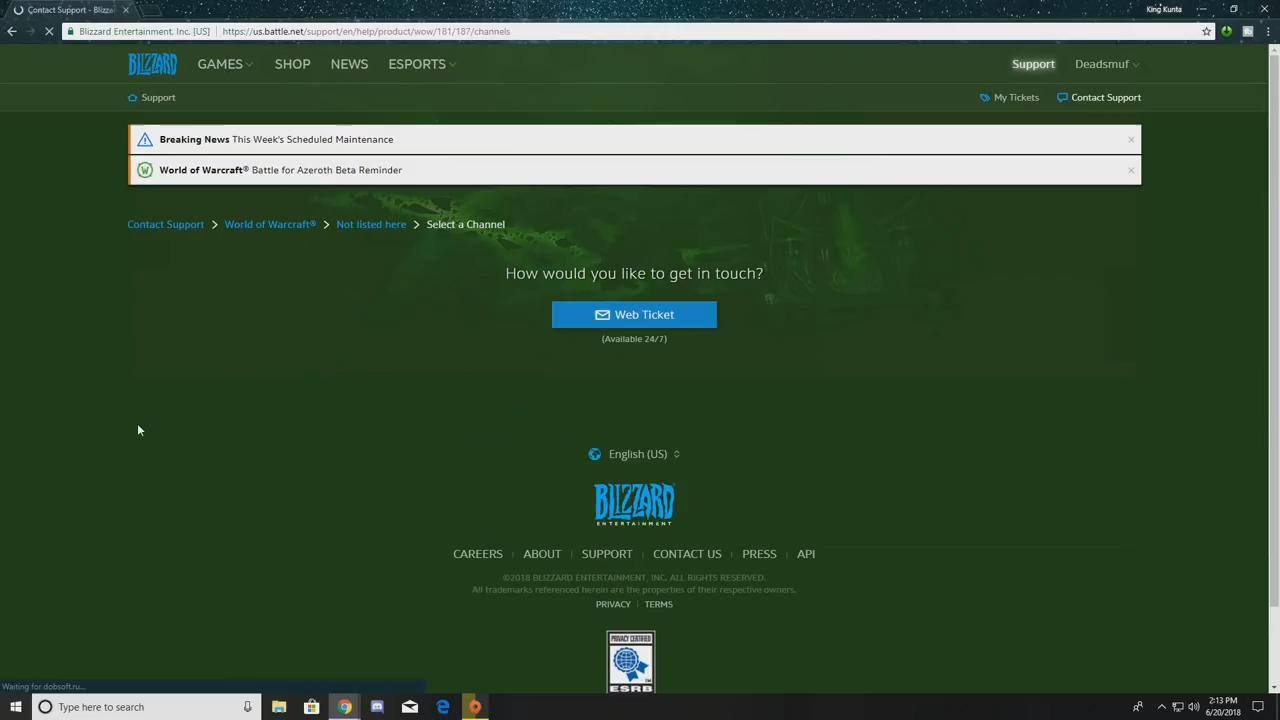 Contact Support - Blizza
King Kunta
Blizzard Entertainment, Inc. [US] https://us.battle.net/support/en/help/product/wow/181/187/channels
BLIZZARD GAMES SHOP NEWS ESPORTS Support Deadsmuf
Support My Tickets Contact Support
Breaking News This Week's Scheduled Maintenance
World of Warcraft® Battle for Azeroth Beta Reminder
Contact Support World of Warcraft® Not listed here Select a Channel
How would you like to get in touch?
Web Ticket
(Available 24/7)
English (US)
BLIZZARD
ENTERTAINMENT
CAREERS ABOUT SUPPORT CONTACT US PRESS API
©2018 BLIZZARD ENTERTAINMENT, INC. ALL RIGHTS RESERVED.
All trademarks referenced herein are the properties of their respective owners.
PRIVACY TERMS
PRIVACY CERTIFIED
ESRB
Waiting for dobsoft.ru...
Type here to search
2:13 PM
6/20/2018